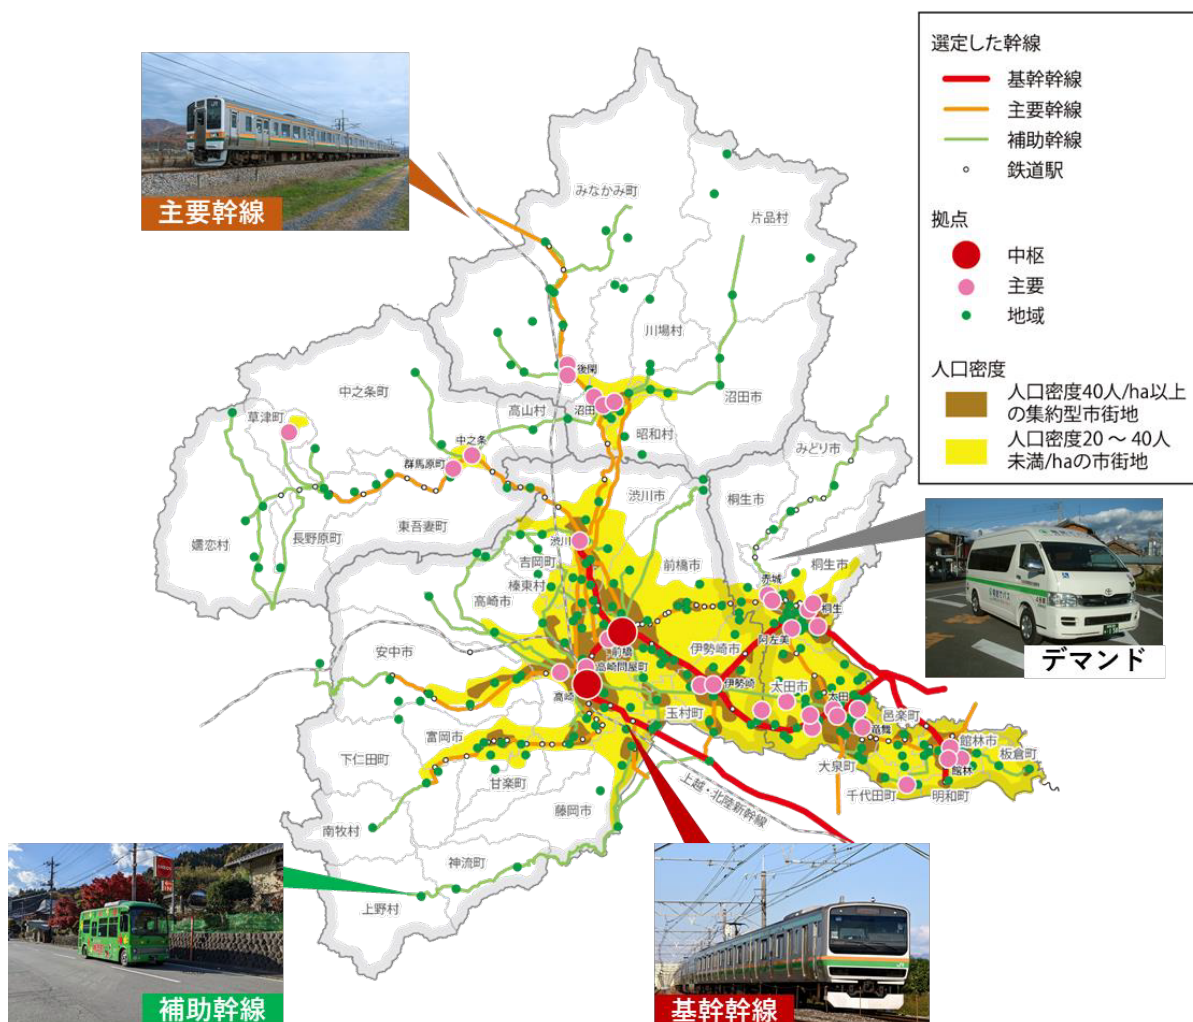 選定した幹線
基幹幹線
主要幹線
補助幹線
鉄道駅
拠点
中枢
主要
地域
人口密度
人口密度40人/ha以上
の集約型市街地
人口密度20 ～ 40人
未満/haの市街地
主要幹線
みなかみ町
片品村
川場村
後閑
中之条町
沼田市
草津町
高山村
沼田
中之条
昭和村
みどり市
群馬原町
渋川市
桐生市
東吾妻町
長野原町
嬬恋村
渋川
吉岡町
前橋市
桐生市
榛東村
赤城
高崎市
桐生
阿左美
デマンド
安中市
前橋
伊勢崎市
高崎問屋町
伊勢崎
太田市
高崎
太田
玉村町
邑楽町
竜舞
富岡市
館林市
板倉町
下仁田町
大泉町
館林
甘楽町
上越・北陸新幹線
千代田町
明和町
藤岡市
南牧村
神流町
上野村
補助幹線
基幹幹線